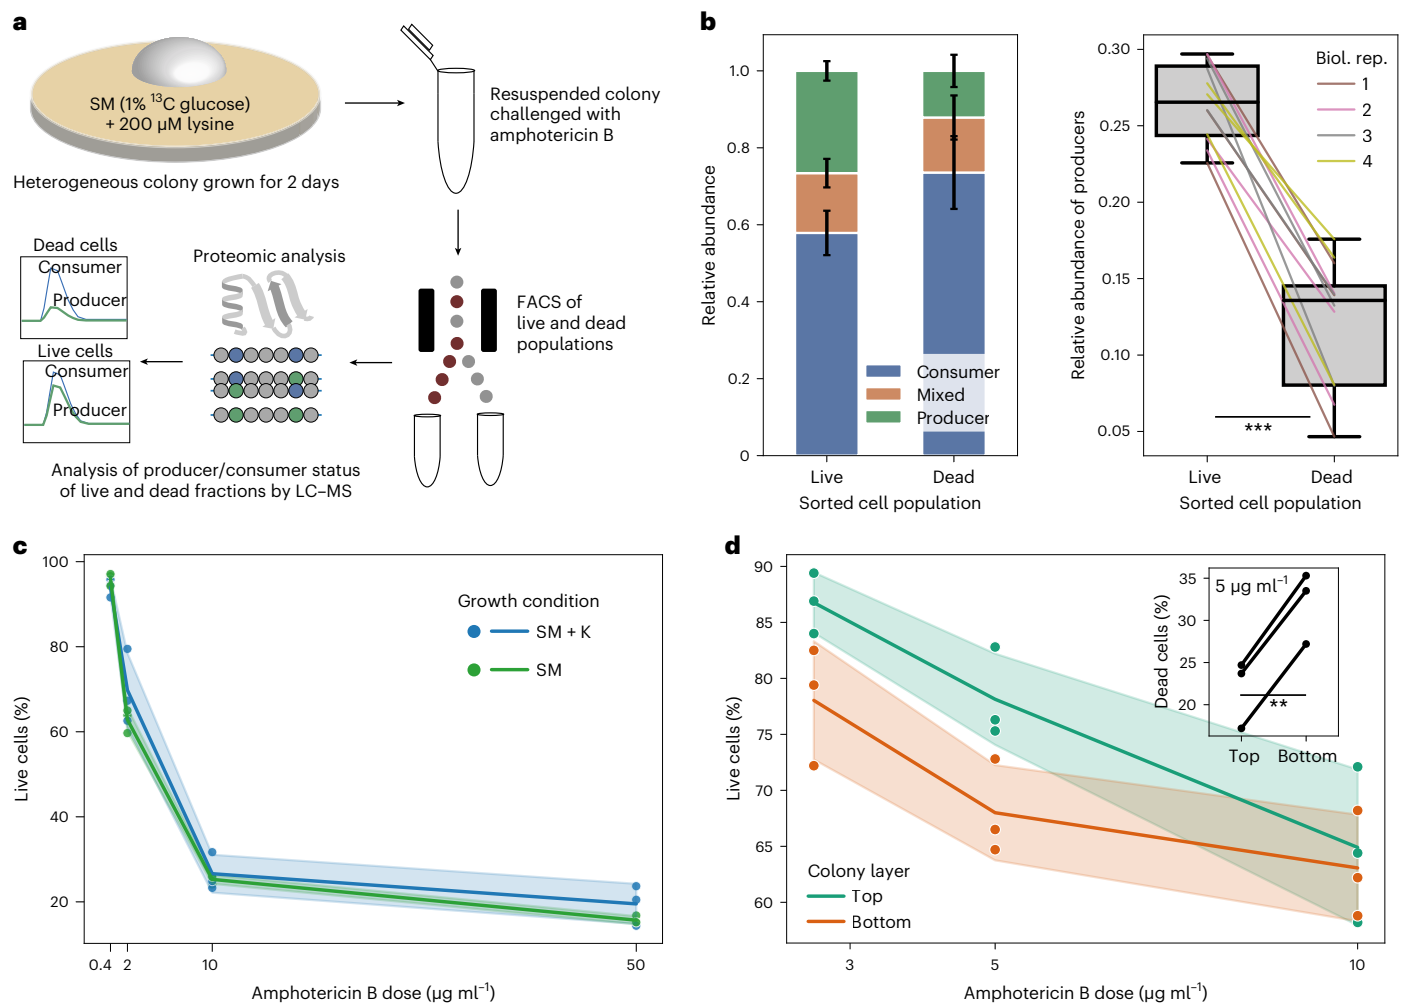 a
SM (1% ¹³C glucose)
+ 200 µM lysine
Heterogeneous colony grown for 2 days
Resuspended colony
challenged with
amphotericin B
FACS of
live and dead
populations
Proteomic analysis
Dead cells
Consumer
Producer
Live cells
Consumer
Producer
Analysis of producer/consumer status
of live and dead fractions by LC–MS
b
Relative abundance
1.0
0.8
0.6
0.4
0.2
0
Consumer
Mixed
Producer
Live
Dead
Sorted cell population
Relative abundance of producers
0.30
0.25
0.20
0.15
0.10
0.05
Biol. rep.
1
2
3
4
***
Live
Dead
Sorted cell population
c
Live cells (%)
100
80
60
40
20
Growth condition
SM + K
SM
0.4
2
10
50
Amphotericin B dose (µg ml⁻¹)
d
Live cells (%)
90
85
80
75
70
65
60
Colony layer
Top
Bottom
3
5
10
Amphotericin B dose (µg ml⁻¹)
Dead cells (%)
35
30
25
20
5 µg ml⁻¹
**
Top
Bottom